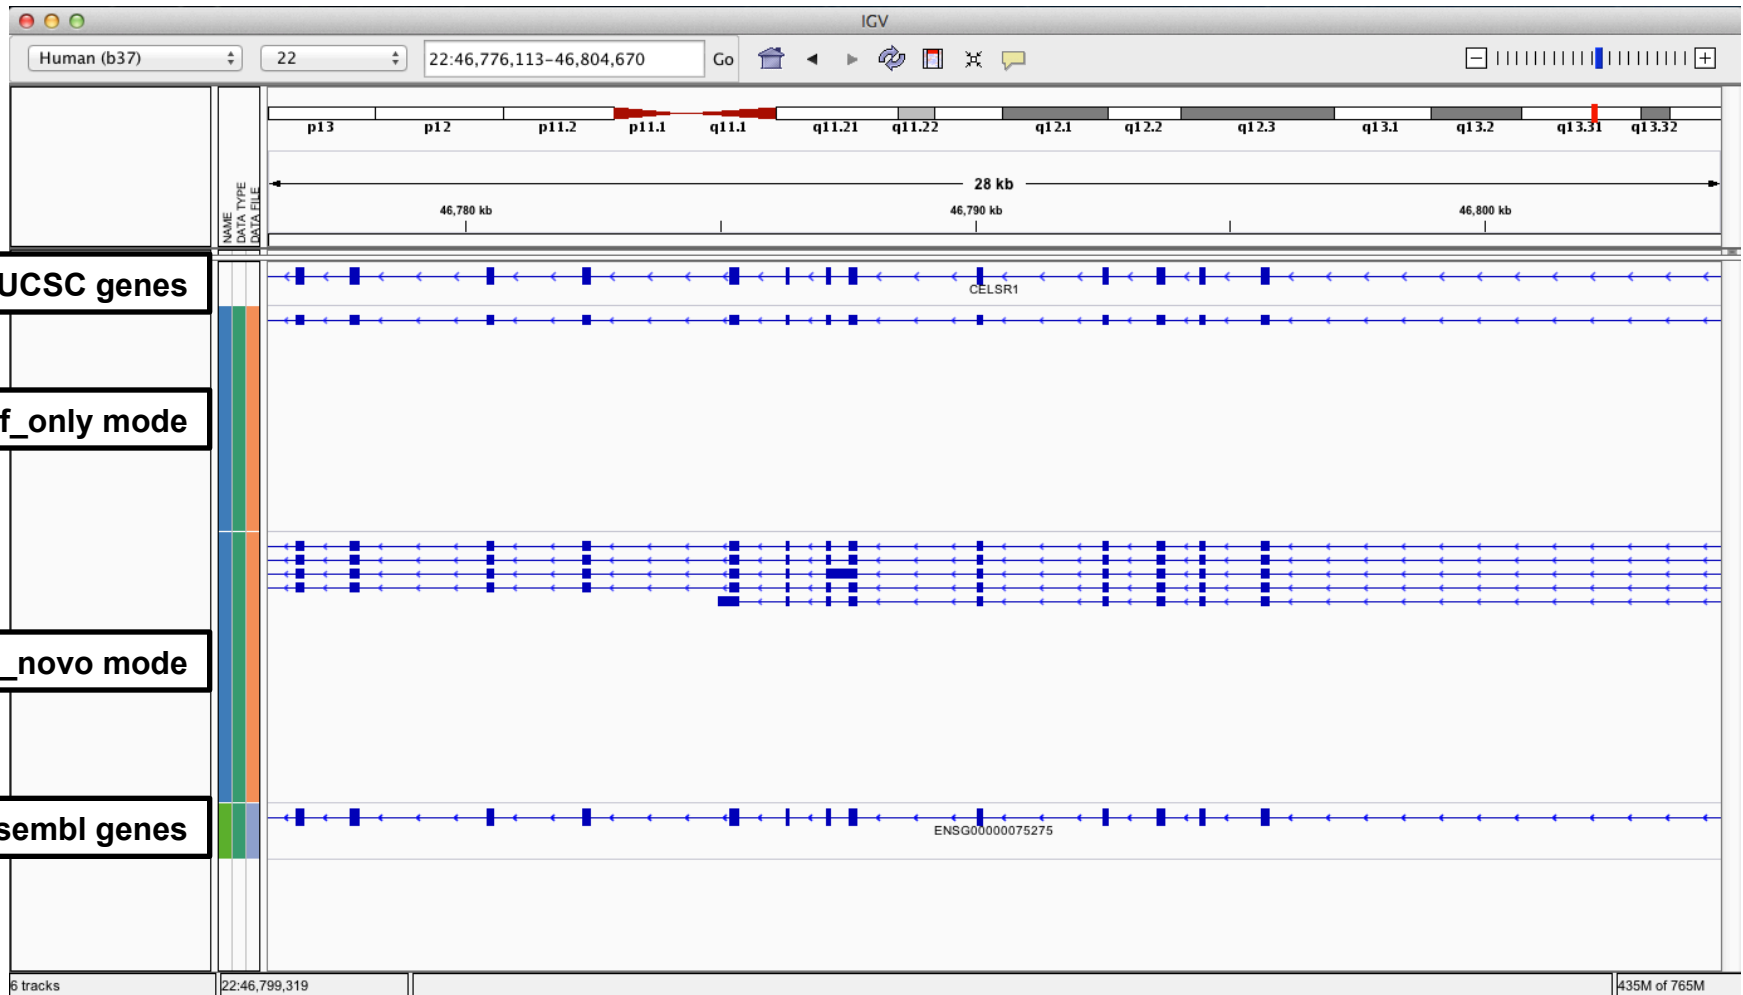 IGV
Human (b37)
22
22:46,776,113-46,804,670
Go
p13 p12 p11.2 p11.1 q11.1 q11.21 q11.22 q12.1 q12.2 q12.3 q13.1 q13.2 q13.31 q13.32
28 kb
46,780 kb 46,790 kb 46,800 kb
NAME
DATA TYPE
DATA FILE
UCSC genes
CELSR1
f_only mode
_novo mode
sembl genes
ENSG00000075275
6 tracks
22:46,799,319
435M of 765M